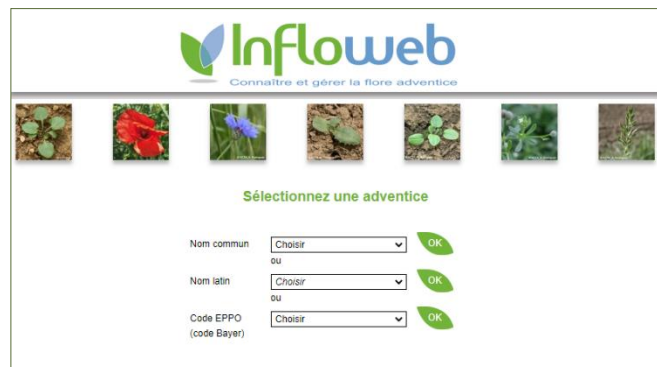 Infloweb
Connaître et gérer la flore adventice
Sélectionnez une adventice
Nom commun Choisir OK
ou
Nom latin Choisir OK
ou
Code EPPO Choisir OK
(code Bayer)